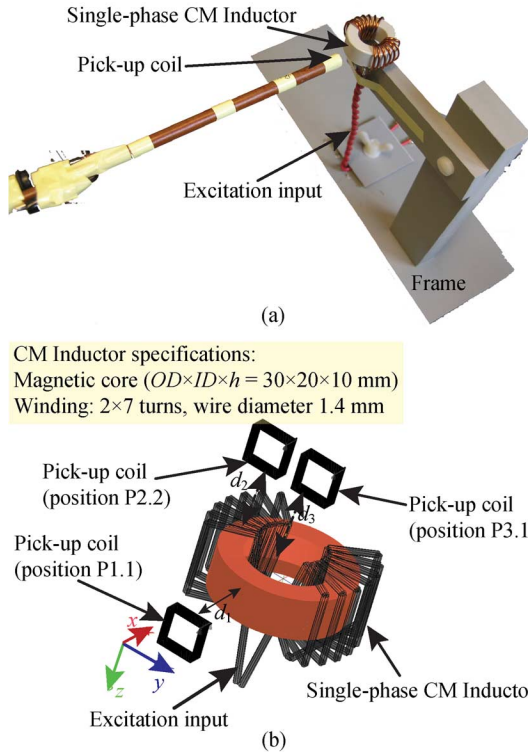 Single-phase CM Inductor
Pick-up coil
Excitation input
Frame
(a)
CM Inductor specifications:
Magnetic core (OD×ID×h = 30×20×10 mm)
Winding: 2×7 turns, wire diameter 1.4 mm
Pick-up coil
(position P2.2)
d2
d3
Pick-up coil
(position P3.1
Pick-up coil
(position P1.1)
d1
x
y
z
Excitation input
Single-phase CM Inducto
(b)